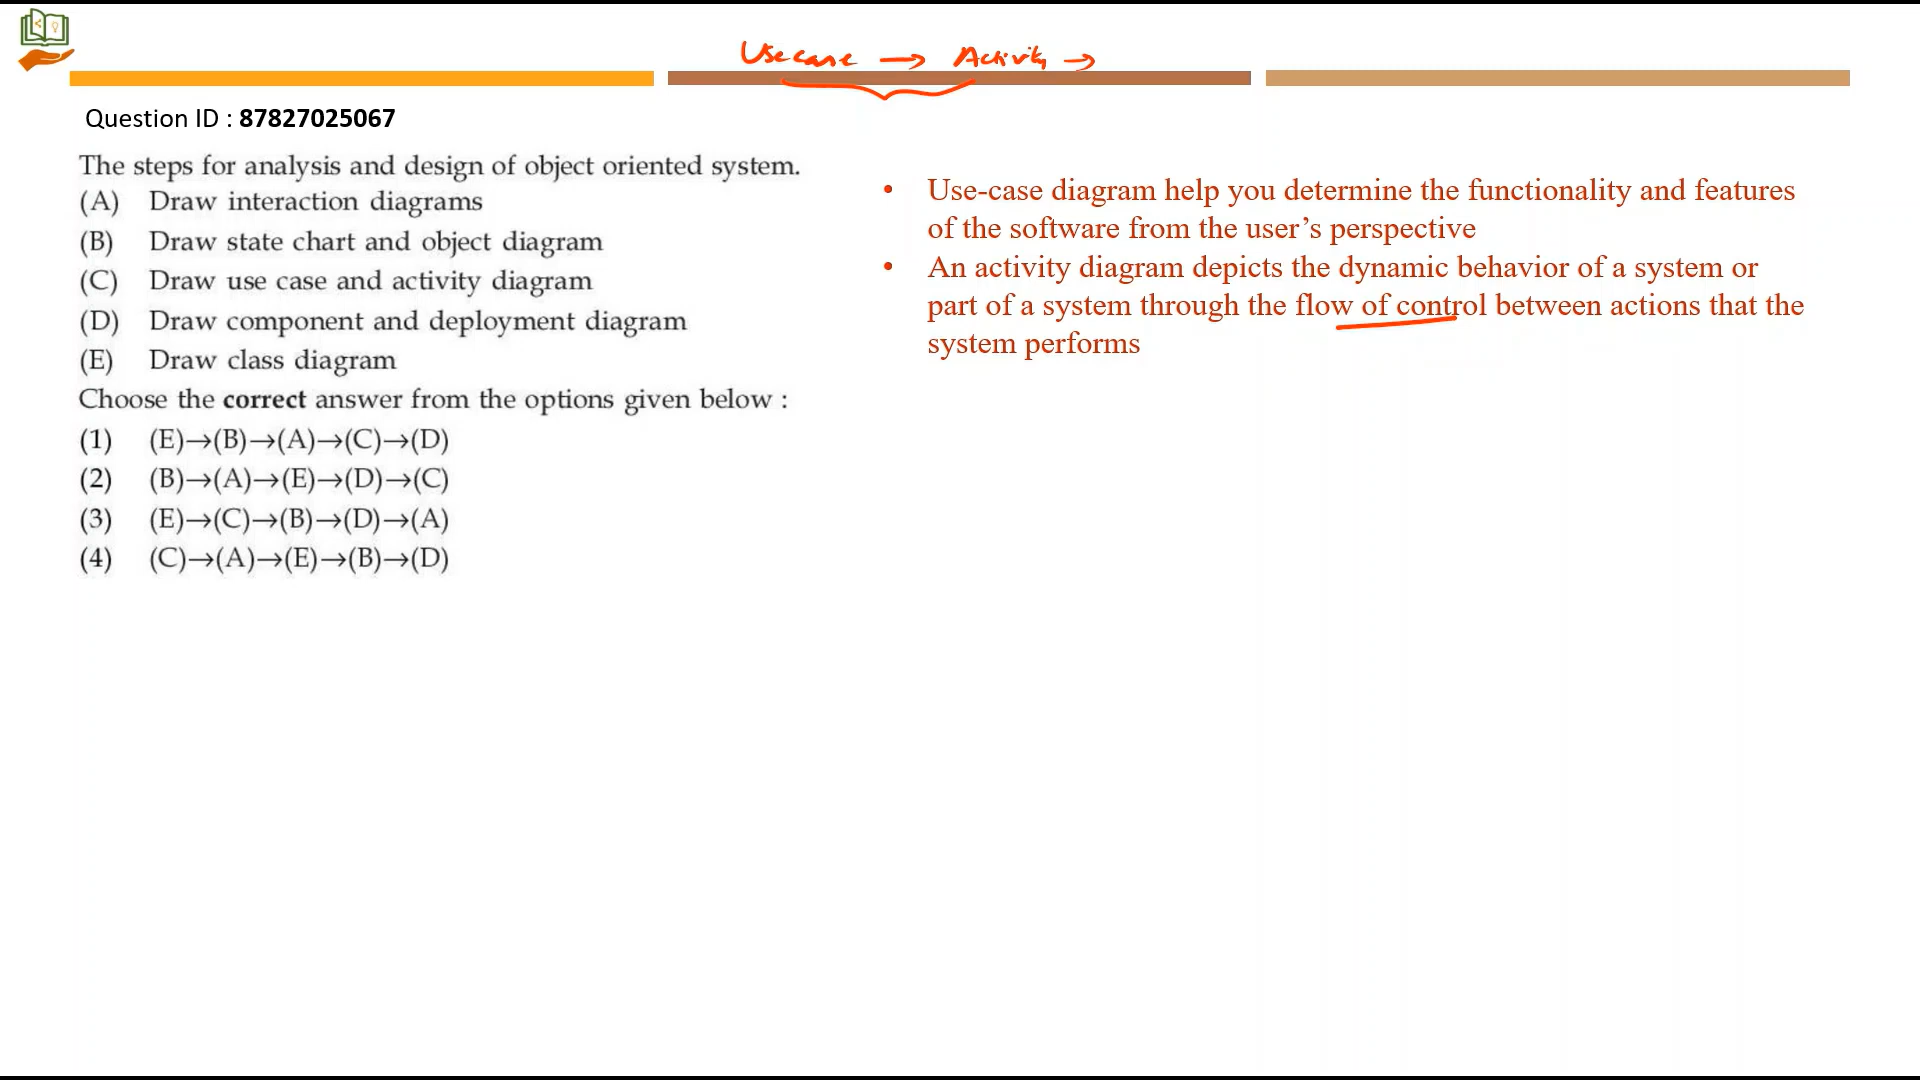 Usecase → Activity →
Question ID : 87827025067
The steps for analysis and design of object oriented system.
(A) Draw interaction diagrams
(B) Draw state chart and object diagram
(C) Draw use case and activity diagram
(D) Draw component and deployment diagram
(E) Draw class diagram
Choose the correct answer from the options given below :
(1) (E)→(B)→(A)→(C)→(D)
(2) (B)→(A)→(E)→(D)→(C)
(3) (E)→(C)→(B)→(D)→(A)
(4) (C)→(A)→(E)→(B)→(D)
• Use-case diagram help you determine the functionality and features
of the software from the user’s perspective
• An activity diagram depicts the dynamic behavior of a system or
part of a system through the flow of control between actions that the
system performs